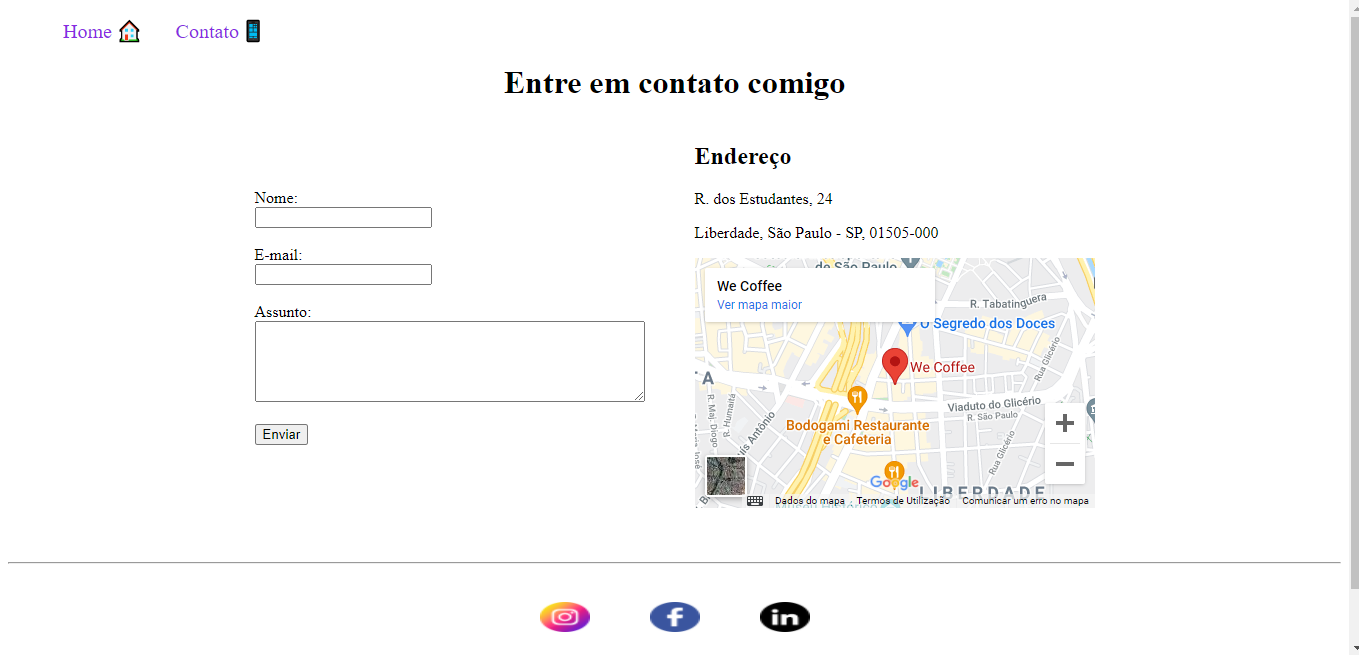 Home
Contato
Entre em contato comigo
Nome:
E-mail:
Assunto:
Enviar
Endereço
R. dos Estudantes, 24
Liberdade, São Paulo - SP, 01505-000
de São Paulo
We Coffee
Ver mapa maior
R. Tabatinguera
O Segredo dos Doces
Rua Glicério
We Coffee
R. Maj. Diogo
R. Humaitá
Viaduto do Glicério
R. São Paulo
Bodogami Restaurante
e Cafeteria
Rua Glicério
Google
LIBERDADE
Dados do mapa
Termos de Utilização
Comunicar um erro no mapa
in